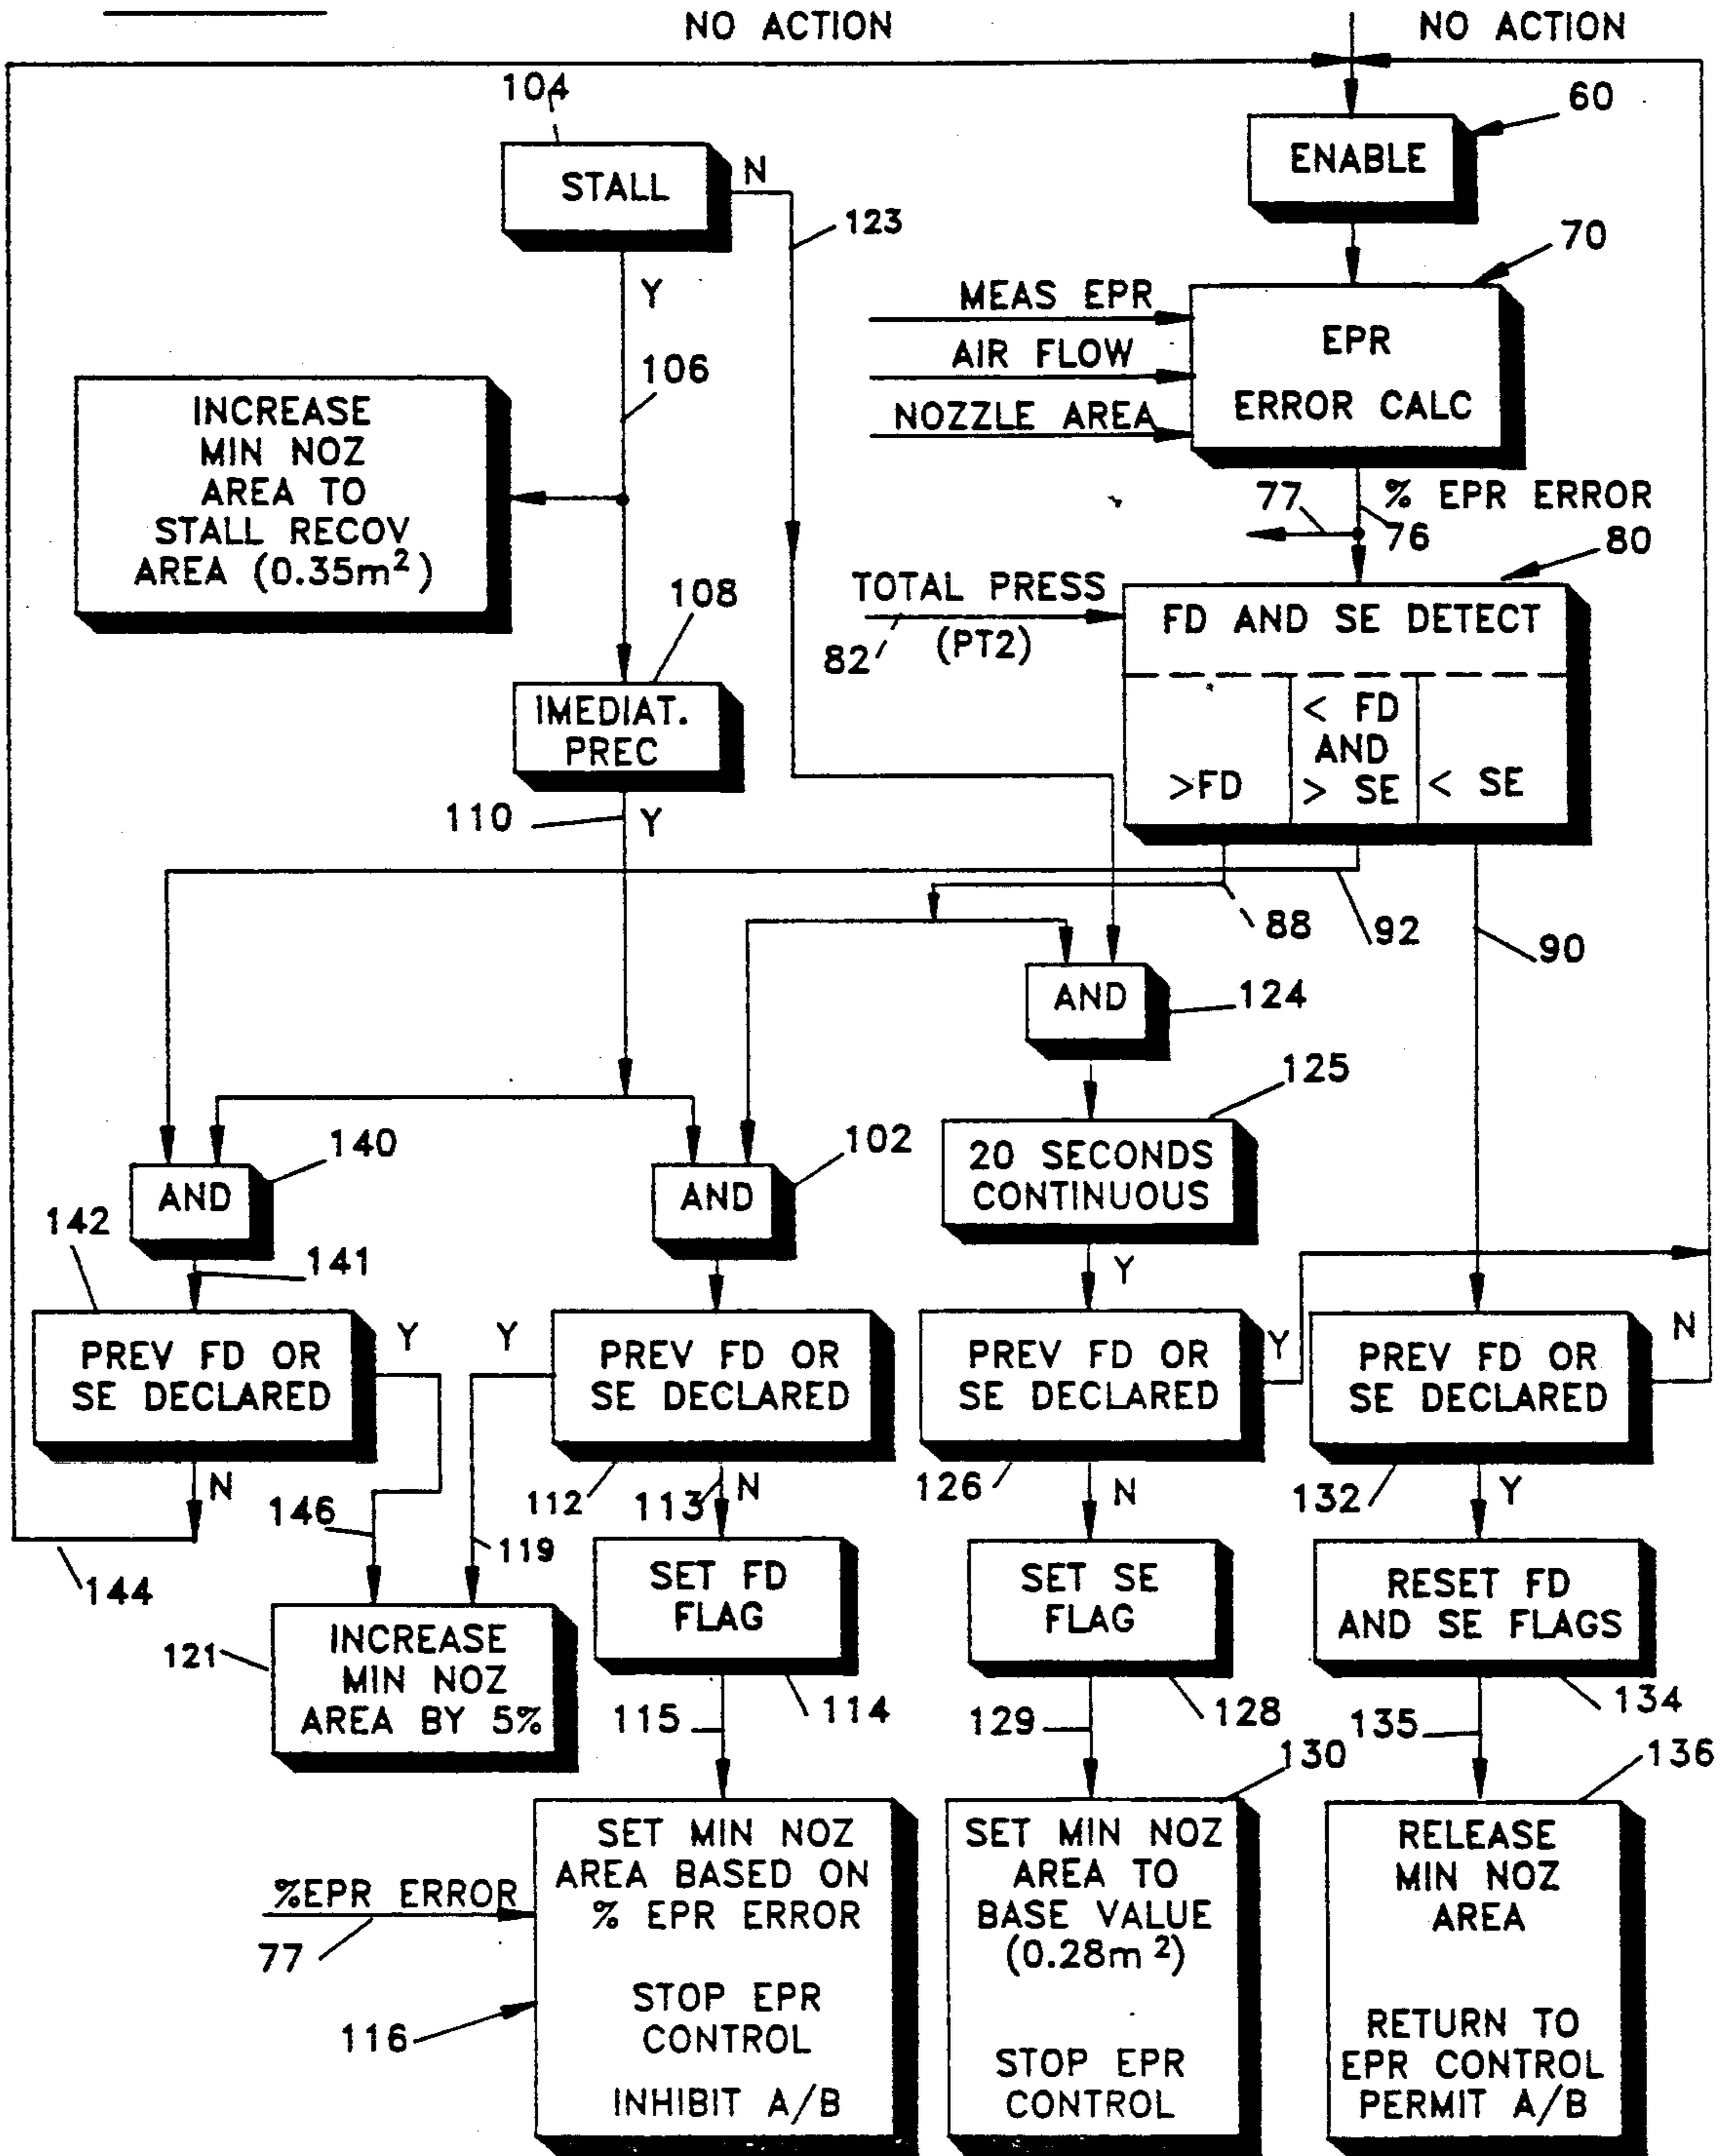 NO ACTION
NO ACTION
104
60
STALL
N
ENABLE
123
70
Y
MEAS EPR
AIR FLOW
NOZZLE AREA
EPR
ERROR CALC
106
INCREASE
MIN NOZ
AREA TO
STALL RECOV
AREA (0.35m²)
77
% EPR ERROR
76
80
TOTAL PRESS
(PT2)
82
FD AND SE DETECT
>FD
< FD
AND
> SE
< SE
108
IMEDIAT.
PREC
110
Y
88
92
90
AND
124
125
20 SECONDS
CONTINUOUS
140
AND
102
AND
142
141
Y
PREV FD OR
SE DECLARED
Y
Y
PREV FD OR
SE DECLARED
PREV FD OR
SE DECLARED
Y
PREV FD OR
SE DECLARED
N
N
146
119
112
113
N
126
N
132
Y
144
SET FD
FLAG
SET SE
FLAG
RESET FD
AND SE FLAGS
121
INCREASE
MIN NOZ
AREA BY 5%
115
114
129
128
135
134
130
136
%EPR ERROR
77
116
SET MIN NOZ
AREA BASED ON
% EPR ERROR
STOP EPR
CONTROL
INHIBIT A/B
SET MIN NOZ
AREA TO
BASE VALUE
(0.28m²)
STOP EPR
CONTROL
RELEASE
MIN NOZ
AREA
RETURN TO
EPR CONTROL
PERMIT A/B